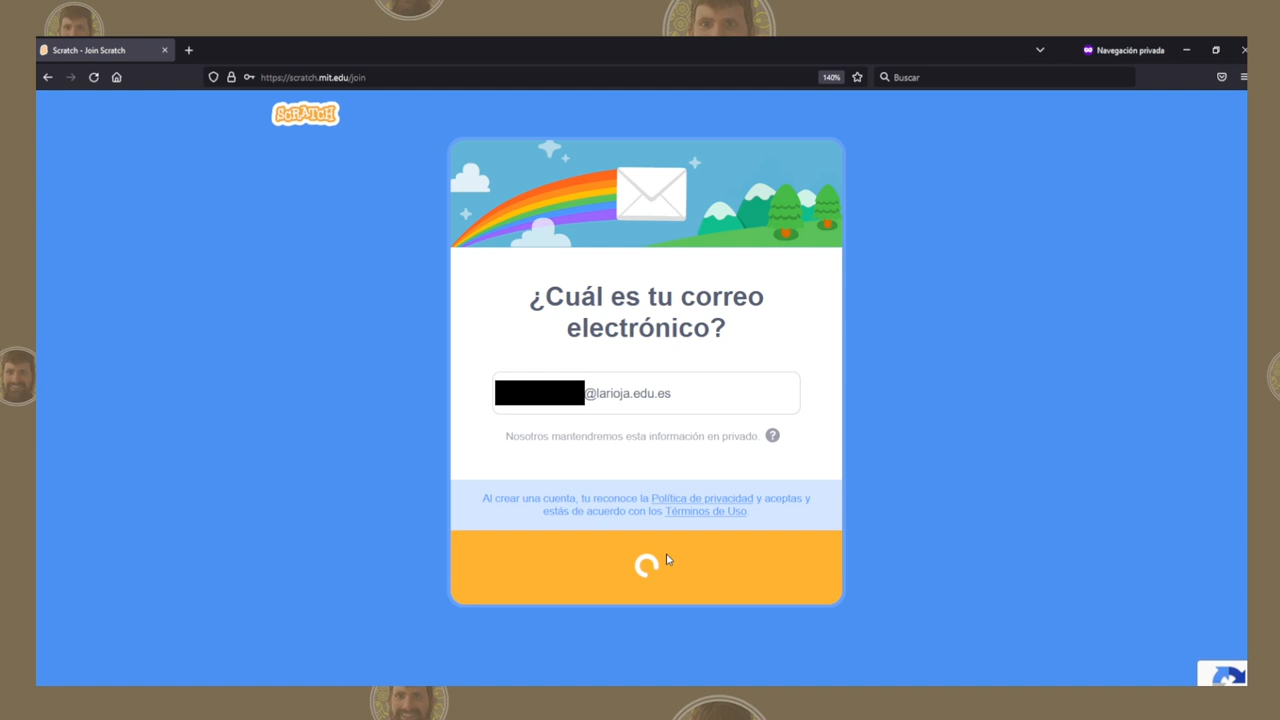 Scratch - Join Scratch
Navegación privada
https://scratch.mit.edu/join
140%
Buscar
SCRATCH
¿Cuál es tu correo
electrónico?
@larioja.edu.es
Nosotros mantendremos esta información en privado. ?
Al crear una cuenta, tu reconoce la Política de privacidad y aceptas y
estás de acuerdo con los Términos de Uso.